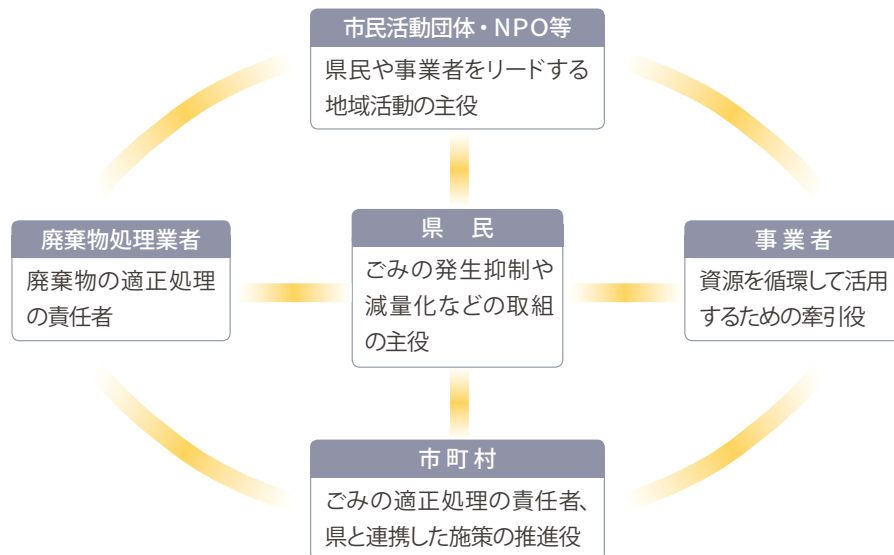 市民活動団体・NPO等
県民や事業者をリードする
地域活動の主役
廃棄物処理業者
廃棄物の適正処理
の責任者
県　民
ごみの発生抑制や
減量化などの取組
の主役
事業者
資源を循環して活用
するための牽引役
市町村
ごみの適正処理の責任者、
県と連携した施策の推進役